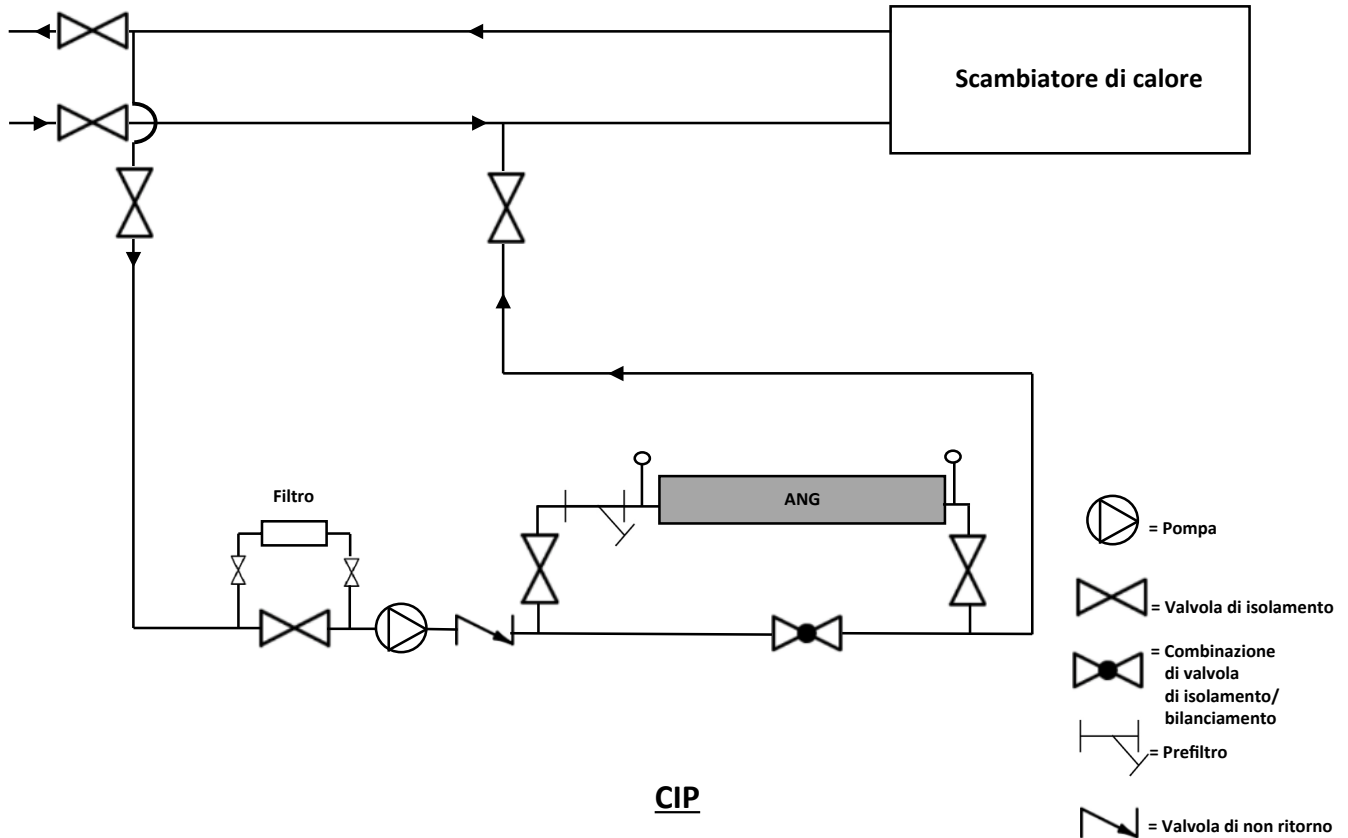 Scambiatore di calore
Filtro
ANG
= Pompa
= Valvola di isolamento
= Combinazione
di valvola
di isolamento/
bilanciamento
= Prefiltro
CIP
= Valvola di non ritorno